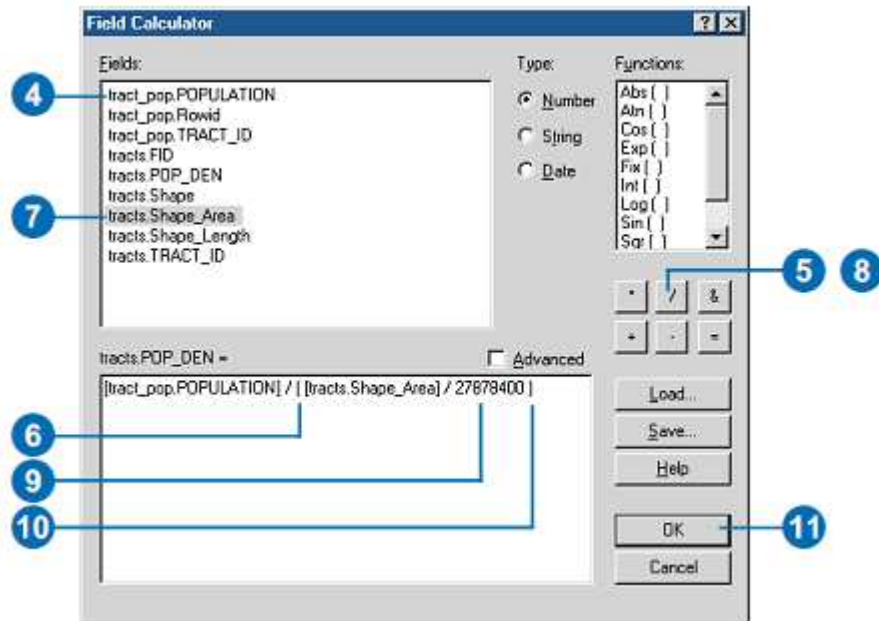 Field Calculator
Fields:
tract_pop.POPULATION
tract_pop.Rowid
tract_pop.TRACT_ID
tracts.FID
tracts.POP_DEN
tracts.Shape
tracts.Shape_Area
tracts.Shape_Length
tracts.TRACT_ID
Type:
Number
String
Date
Functions:
Abs ( )
Atn ( )
Cos ( )
Exp ( )
Fix ( )
Int ( )
Log ( )
Sin ( )
Sqr ( )
* / &
+ - =
tracts.POP_DEN =
Advanced
[tract_pop.POPULATION] / ( [tracts.Shape_Area] / 27878400 )
Load...
Save...
Help
OK
Cancel
4
7
5 8
6
9
10
11